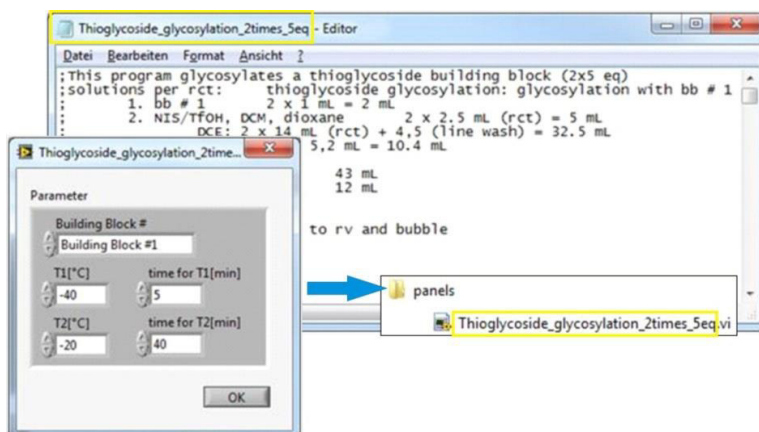 Thioglycoside_glycosylation_2times_5eq - Editor
Datei Bearbeiten Format Ansicht ?
;This program glycosylates a thioglycoside building block (2x5 eq)
;solutions per rct: thioglycoside glycosylation: glycosylation with bb # 1
; 1. bb # 1 2 x 1 mL = 2 mL
; 2. NIS/TfOH, DCM, dioxane 2 x 2.5 mL (rct) = 5 mL
DCE: 2 x 14 mL (rct) + 4,5 (line wash) = 32.5 mL
5,2 mL = 10.4 mL
43 mL
12 mL
to rv and bubble
Thioglycoside_glycosylation_2time...
Parameter
Building Block #
Building Block #1
T1[°C] time for T1[min]
-40 5
T2[°C] time for T2[min]
-20 40
OK
panels
Thioglycoside_glycosylation_2times_5eq.vi